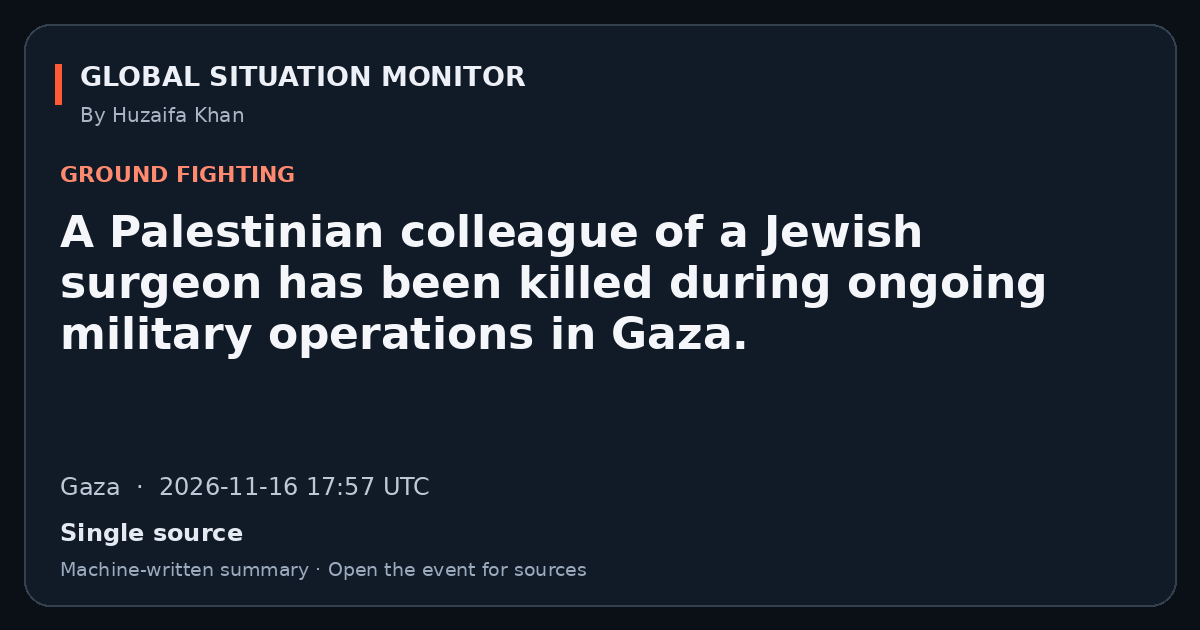 GLOBAL SITUATION MONITOR
By Huzaifa Khan
GROUND FIGHTING
A Palestinian colleague of a Jewish
surgeon has been killed during ongoing
military operations in Gaza.
Gaza · 2026-11-16 17:57 UTC
Single source
Machine-written summary · Open the event for sources